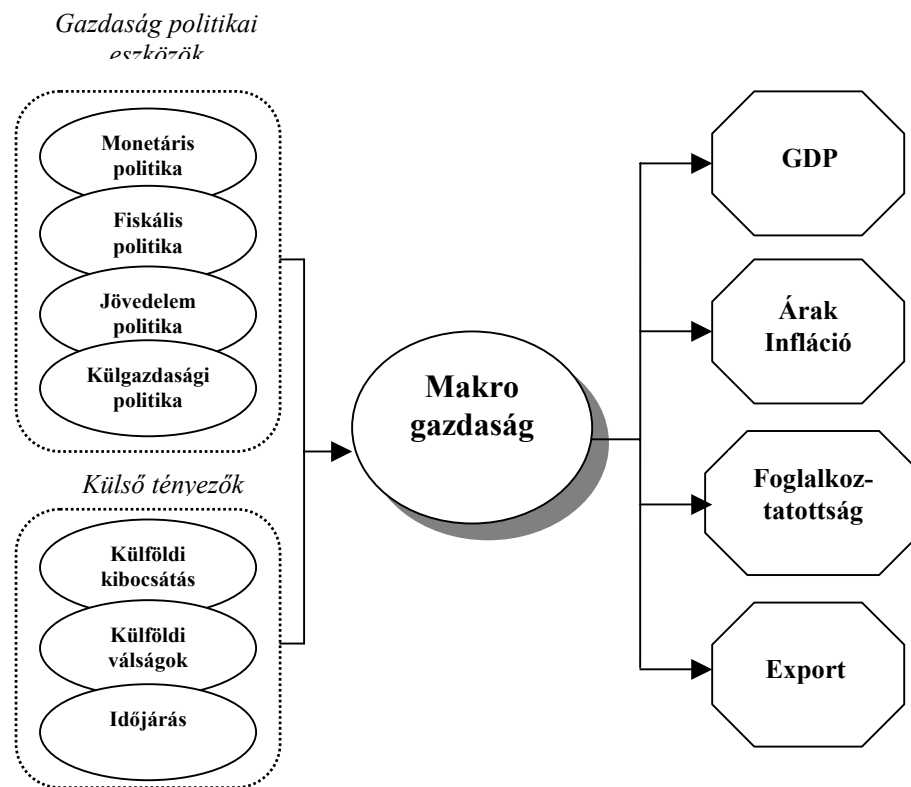 Gazdaság politikai
eszközök
Monetáris
politika
Fiskális
politika
Jövedelem
politika
Külgazdasági
politika
Külső tényezők
Külföldi
kibocsátás
Külföldi
válságok
Időjárás
Makro
gazdaság
GDP
Árak
Infláció
Foglalkoz-
tatottság
Export